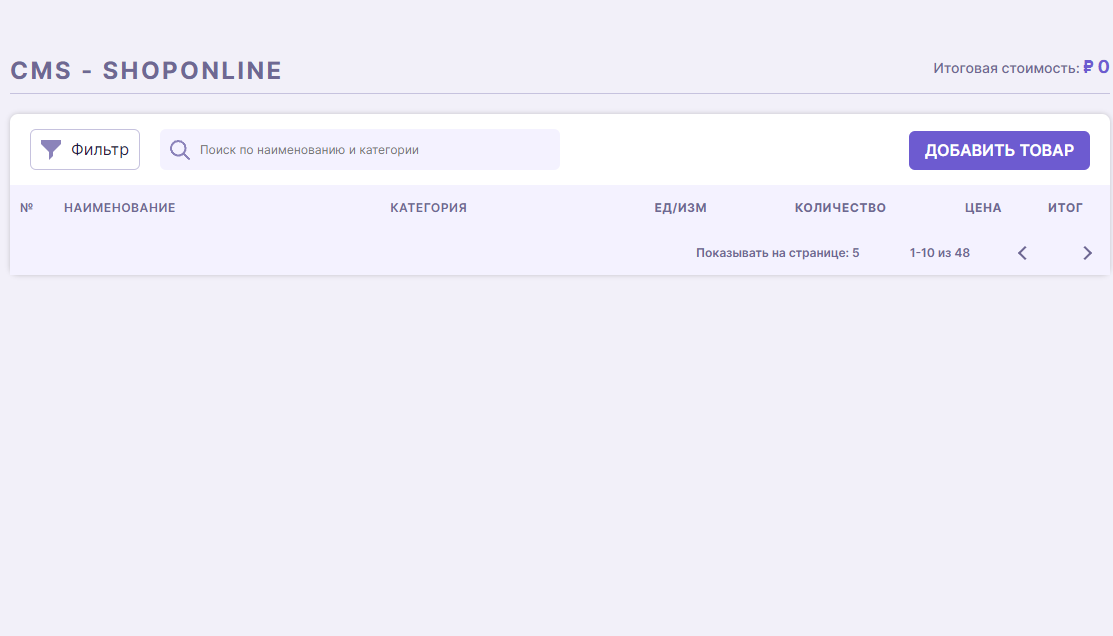 CMS - SHOPONLINE
Итоговая стоимость: ₽ 0
Фильтр
Поиск по наименованию и категории
ДОБАВИТЬ ТОВАР
№ НАИМЕНОВАНИЕ КАТЕГОРИЯ ЕД/ИЗМ КОЛИЧЕСТВО ЦЕНА ИТОГ
Показывать на странице: 5 1-10 из 48